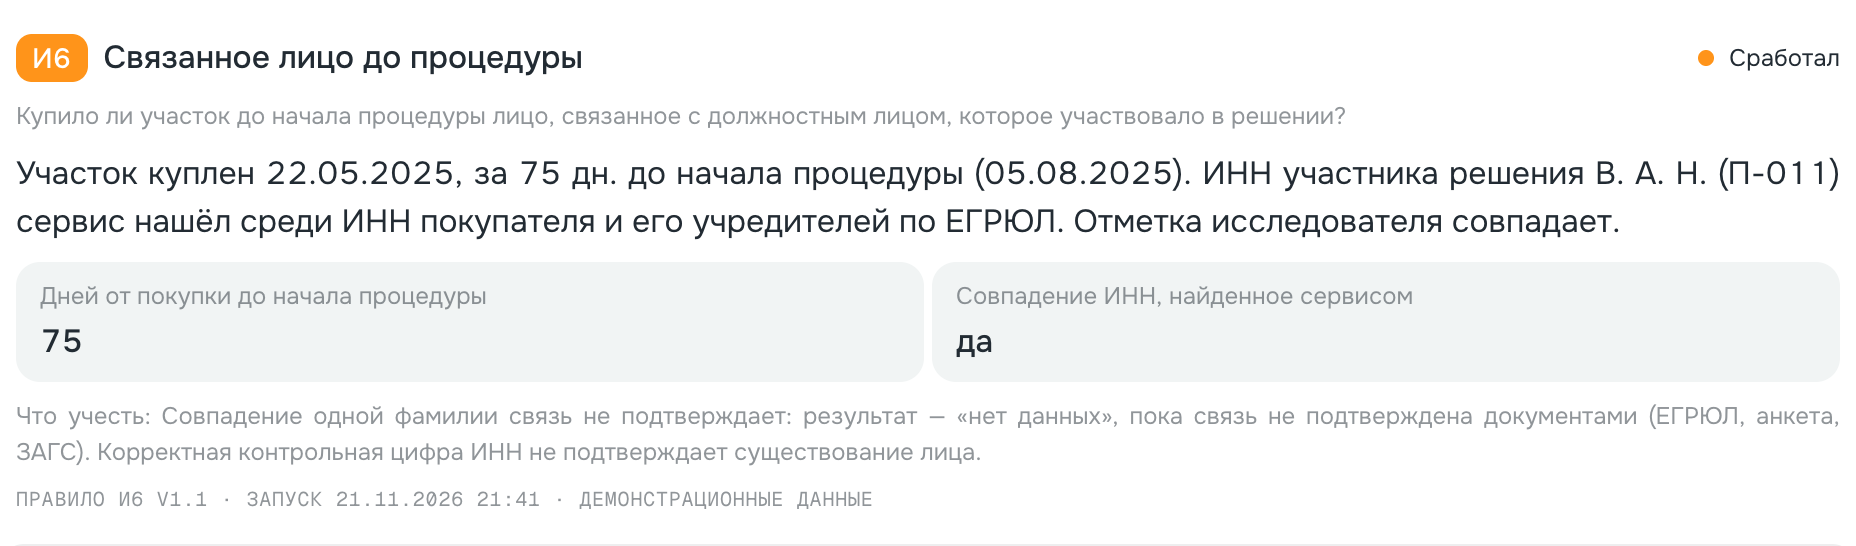 И6 Связанное лицо до процедуры Сработал
Купило ли участок до начала процедуры лицо, связанное с должностным лицом, которое участвовало в решении?
Участок куплен 22.05.2025, за 75 дн. до начала процедуры (05.08.2025). ИНН участника решения В. А. Н. (П-011)
сервис нашёл среди ИНН покупателя и его учредителей по ЕГРЮЛ. Отметка исследователя совпадает.
Дней от покупки до начала процедуры
75
Совпадение ИНН, найденное сервисом
да
Что учесть: Совпадение одной фамилии связь не подтверждает: результат — «нет данных», пока связь не подтверждена документами (ЕГРЮЛ, анкета,
ЗАГС). Корректная контрольная цифра ИНН не подтверждает существование лица.
ПРАВИЛО И6 V1.1 · ЗАПУСК 21.11.2026 21:41 · ДЕМОНСТРАЦИОННЫЕ ДАННЫЕ